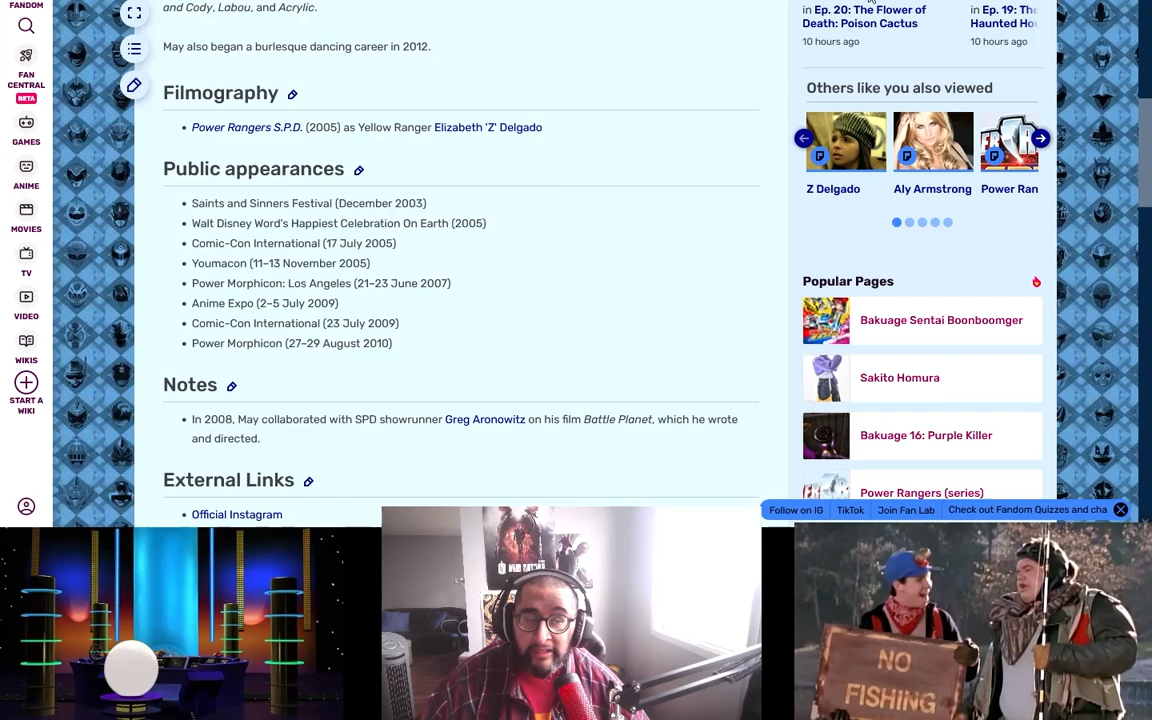 FANDOM
FAN
CENTRAL
BETA
GAMES
ANIME
MOVIES
TV
VIDEO
WIKIS
START A
WIKI
and Cody, Labou, and Acrylic.
May also began a burlesque dancing career in 2012.
Filmography
• Power Rangers S.P.D. (2005) as Yellow Ranger Elizabeth 'Z' Delgado
Public appearances
• Saints and Sinners Festival (December 2003)
• Walt Disney Word's Happiest Celebration On Earth (2005)
• Comic-Con International (17 July 2005)
• Youmacon (11–13 November 2005)
• Power Morphicon: Los Angeles (21–23 June 2007)
• Anime Expo (2–5 July 2009)
• Comic-Con International (23 July 2009)
• Power Morphicon (27–29 August 2010)
Notes
• In 2008, May collaborated with SPD showrunner Greg Aronowitz on his film Battle Planet, which he wrote
and directed.
External Links
• Official Instagram
in Ep. 20: The Flower of
Death: Poison Cactus
10 hours ago
in Ep. 19: The
Haunted Hou
10 hours ago
Others like you also viewed
Z Delgado
Aly Armstrong
Power Ran
Popular Pages
Bakuage Sentai Boonboomger
Sakito Homura
Bakuage 16: Purple Killer
Power Rangers (series)
Follow on IG
TikTok
Join Fan Lab
Check out Fandom Quizzes and cha
NO
FISHING